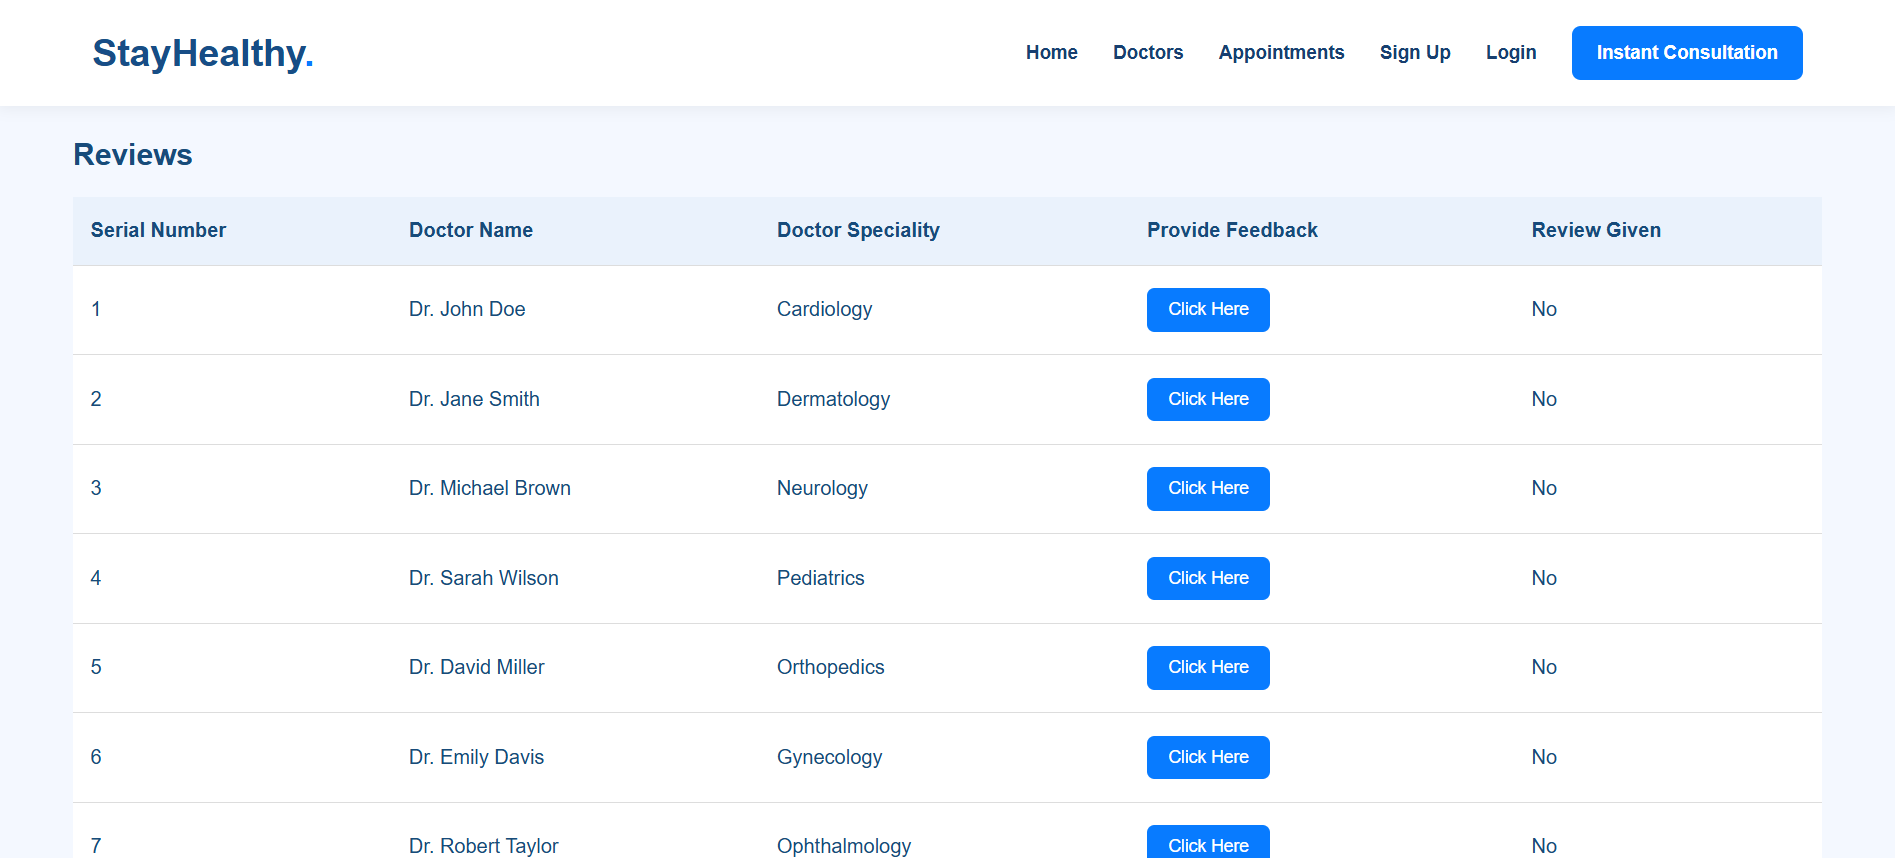 StayHealthy.
Home Doctors Appointments Sign Up Login Instant Consultation
Reviews
Serial Number Doctor Name Doctor Speciality Provide Feedback Review Given
1 Dr. John Doe Cardiology Click Here No
2 Dr. Jane Smith Dermatology Click Here No
3 Dr. Michael Brown Neurology Click Here No
4 Dr. Sarah Wilson Pediatrics Click Here No
5 Dr. David Miller Orthopedics Click Here No
6 Dr. Emily Davis Gynecology Click Here No
7 Dr. Robert Taylor Ophthalmology Click Here No